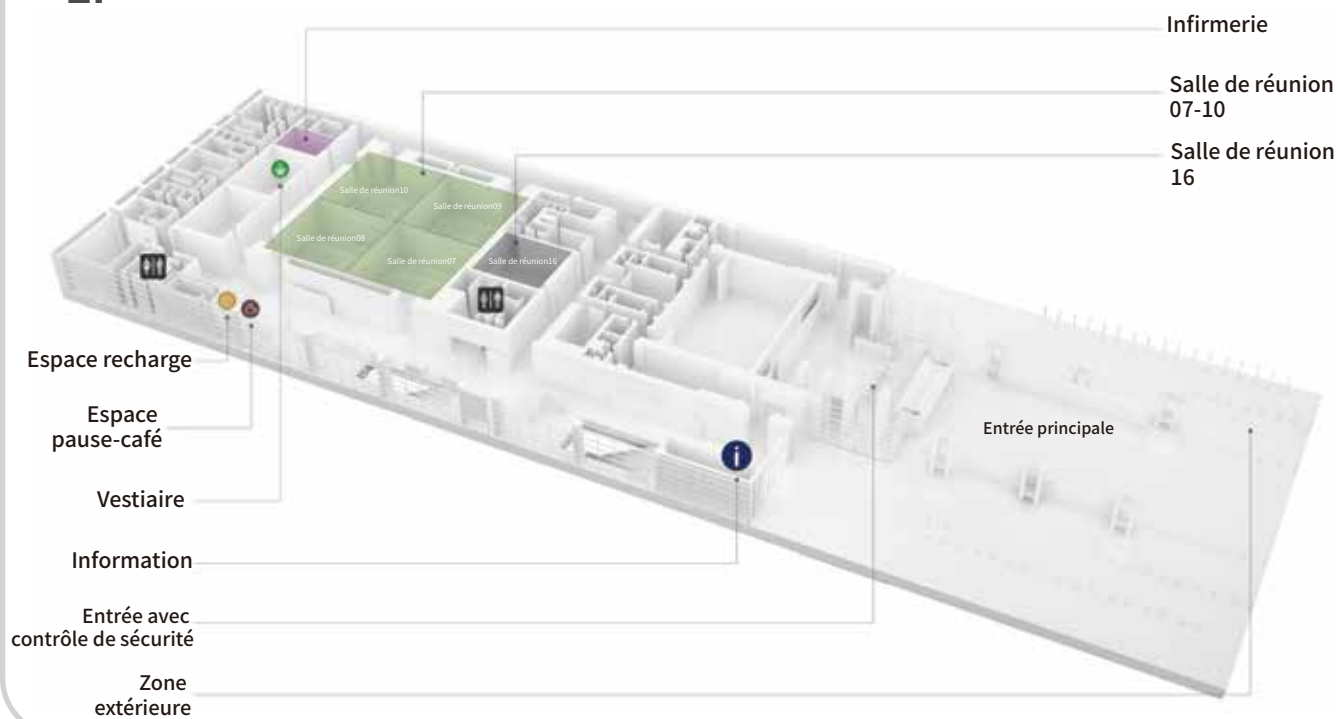 Infirmerie
Salle de réunion
07-10
Salle de réunion
16
Salle de réunion10
Salle de réunion09
Salle de réunion08
Salle de réunion07
Salle de réunion16
Espace recharge
Espace
pause-café
Entrée principale
Vestiaire
i
Information
Entrée avec
contrôle de sécurité
Zone
extérieure